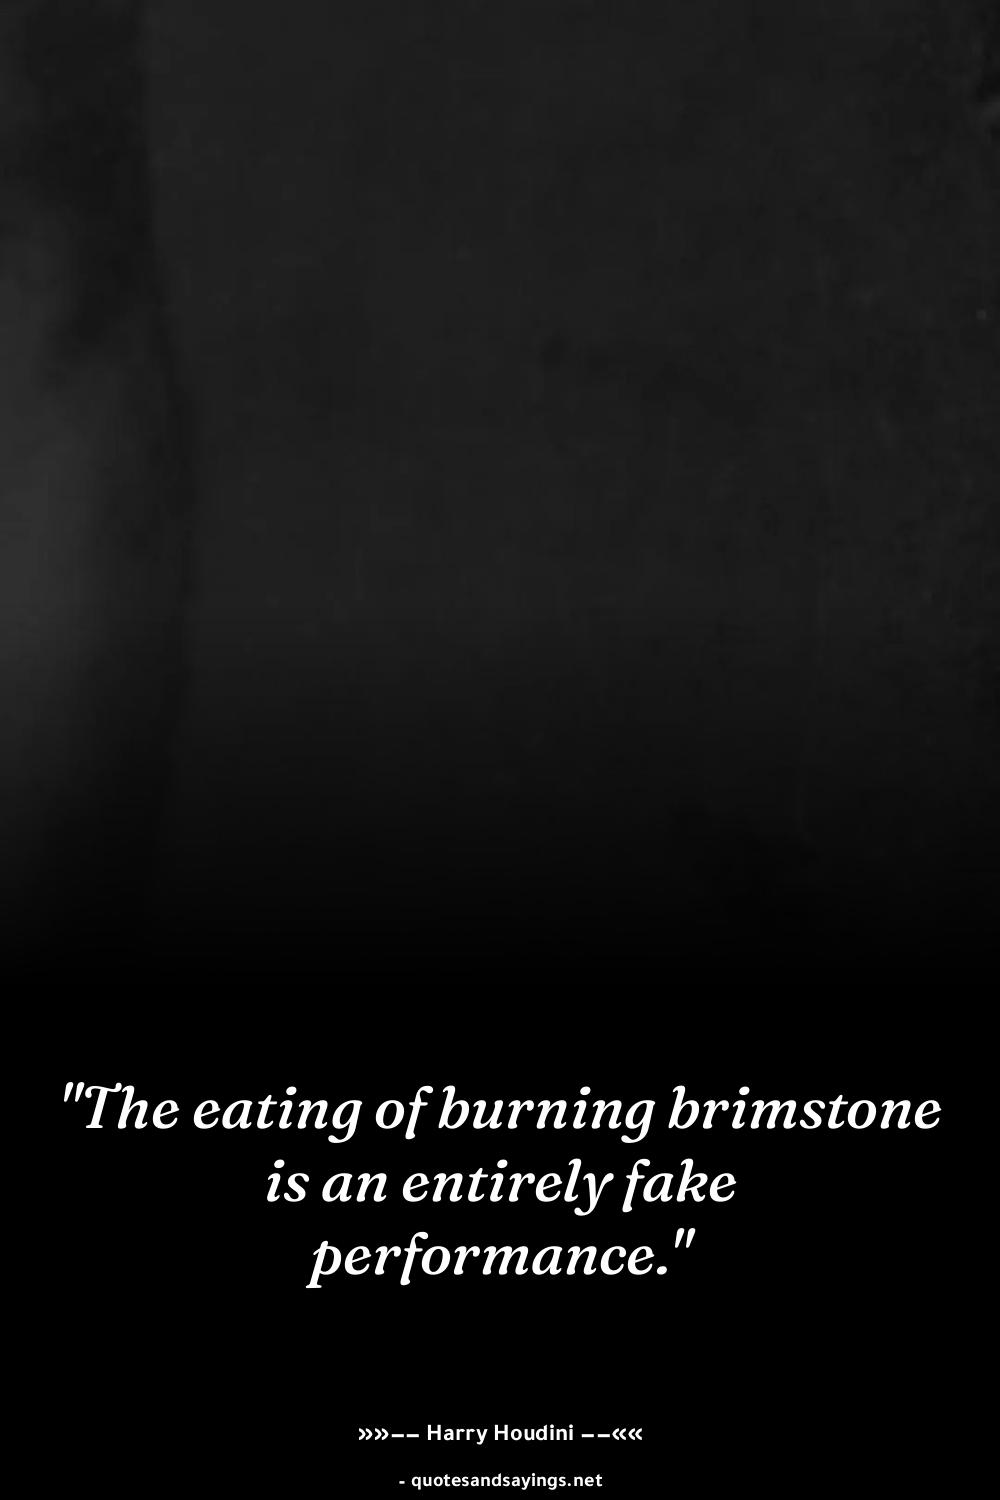 "The eating of burning brimstone
is an entirely fake
performance."
»»–– Harry Houdini ––««
- quotesandsayings.net